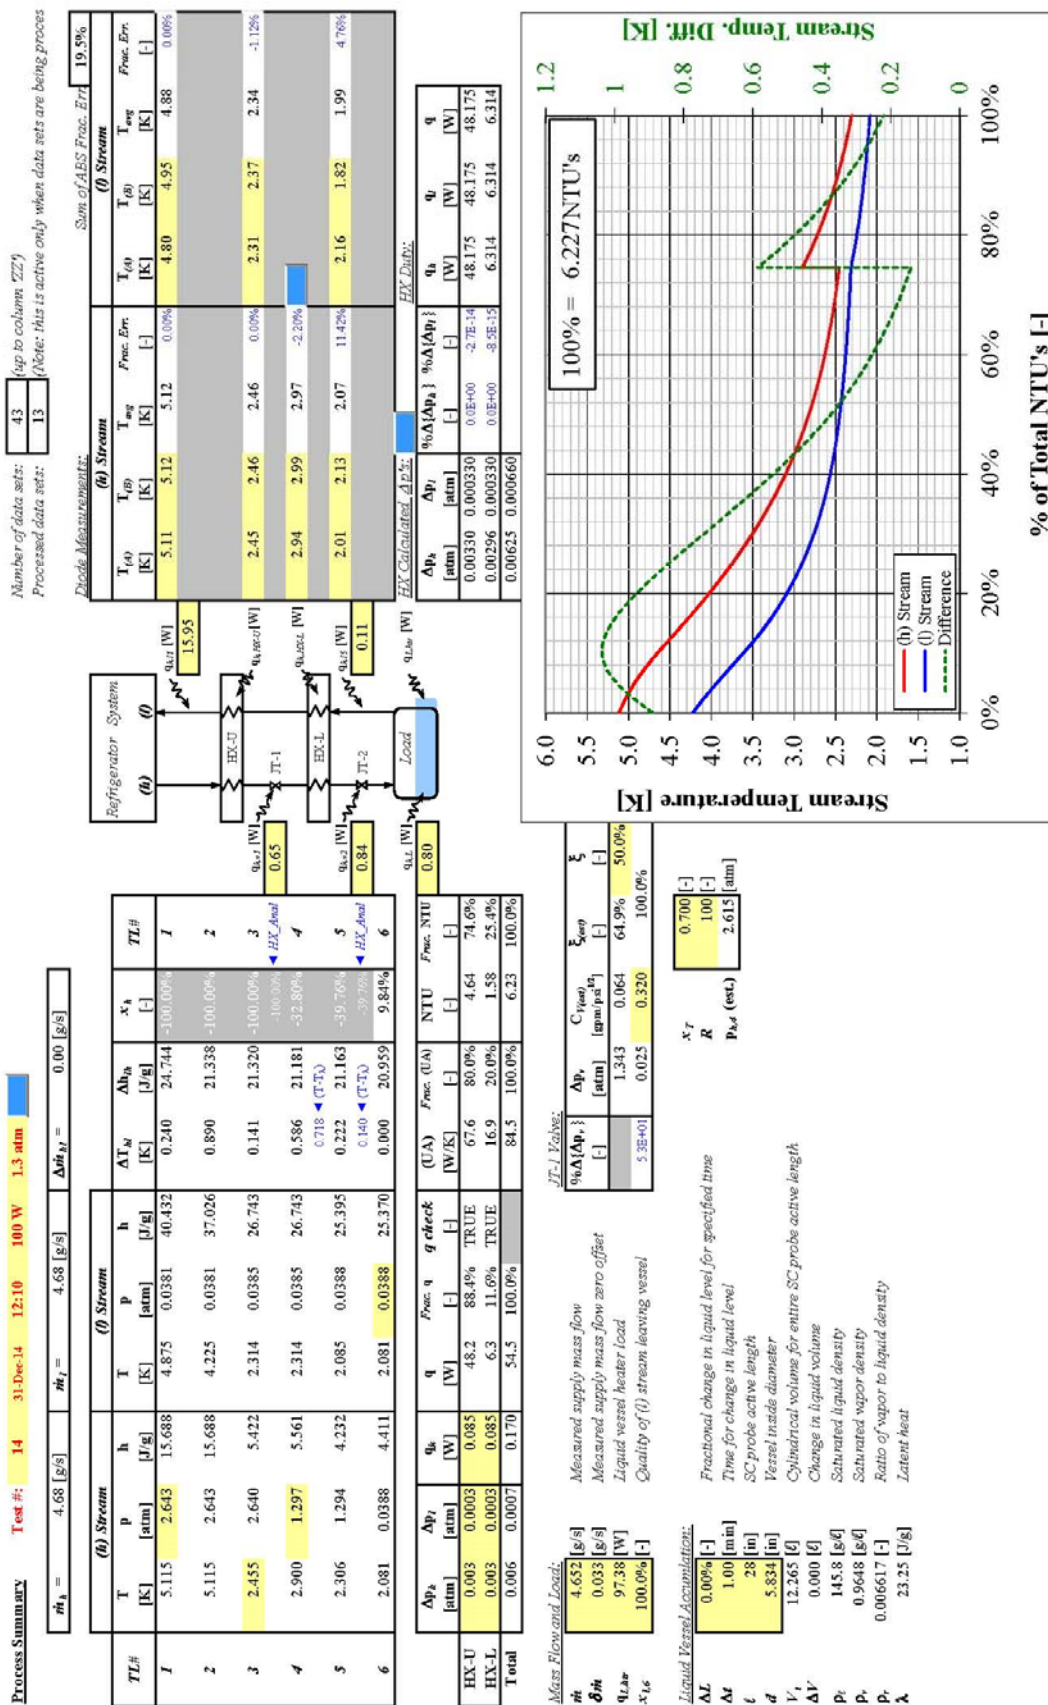 Process Summary Test #: 14 31-Dec-14 12:10 100 W 1.3 atm
ṁh = 4.68 [g/s] ṁl = 4.68 [g/s] Δṁhl = 0.00 [g/s]
(h) Stream (l) Stream
TL# T p h T p h ΔThl Δhlh xh TL#
[K] [atm] [J/g] [K] [atm] [J/g] [K] [J/g] [-]
1 5.115 2.643 15.688 4.875 0.0381 40.432 0.240 24.744 -100.00% 1
2 5.115 2.643 15.688 4.225 0.0381 37.026 0.890 21.338 -100.00% 2
3 2.455 2.640 5.422 2.314 0.0385 26.743 0.141 21.320 -100.00% 3
-100.00% ◄ HX_Anal
4 2.900 1.297 5.561 2.314 0.0385 26.743 0.586 21.181 -32.80% 4
0.718 ◄ (T-Tλ)
5 2.306 1.294 4.232 2.085 0.0388 25.395 0.222 21.163 -39.76% 5
0.140 ◄ (T-Tλ) -39.76% ◄ HX_Anal
6 2.081 0.0388 4.411 2.081 0.0388 25.370 0.000 20.959 9.84% 6
Δph Δpl qk q Frac. q q check (UA) Frac. (UA) NTU Frac. NTU
[atm] [atm] [W] [W] [-] [-] [W/K] [-] [-] [-]
HX-U 0.003 0.0003 0.085 48.2 88.4% TRUE 67.6 80.0% 4.64 74.6%
HX-L 0.003 0.0003 0.085 6.3 11.6% TRUE 16.9 20.0% 1.58 25.4%
Total 0.006 0.0007 0.170 54.5 100.0% 84.5 100.0% 6.23 100.0%
Mass Flow and Load:
ṁ 4.652 [g/s] Measured supply mass flow
δṁ 0.033 [g/s] Measured supply mass flow zero offset
qL,htr 97.38 [W] Liquid vessel heater load
xl,6 100.0% [-] Quality of (l) stream leaving vessel
Liquid Vessel Accumlation:
ΔL 0.00% [-] Fractional change in liquid level for specified time
Δt 1.00 [min] Time for change in liquid level
ℓ 28 [in] SC probe active length
d 5.834 [in] Vessel inside diameter
V 12.265 [ℓ] Cylindrical volume for entire SC probe active length
ΔV 0.000 [ℓ] Change in liquid volume
ρℓ 145.8 [g/ℓ] Saturated liquid density
ρv 0.9648 [g/ℓ] Saturated vapor density
ρr 0.006617 [-] Ratio of vapor to liquid density
λ 23.25 [J/g] Latent heat
JT-1 Valve:
%Δ{Δpv} Δpv CV(est) ξx(est) ξ
[-] [atm] [gpm/psi1/2] [-] [-]
1.343 0.064 64.9% 50.0%
5.3E+01 0.025 0.320 100.0%
xT 0.700 [-]
R 100 [-]
ph,4 (est.) 2.615 [atm]
Refrigerator System
(h) (l)
HX-U
JT-1
HX-L
JT-2
Load
[W] 15.95
qk,HX-U [W]
[W] 0.65
qk,HX-L [W]
[W] 0.84
[W] 0.11
qk,L [W] 0.80
qL,htr [W]
Number of data sets: 43 (up to column 'ZZ')
Processed data sets: 13 (Note: this is active only when data sets are being proces
Diode Measurements: Sum of ABS Frac. Err. 19.5%
(h) Stream (l) Stream
T(A) T(B) Tavg Frac. Err. T(A) T(B) Tavg Frac. Err.
[K] [K] [K] [-] [K] [K] [K] [-]
5.11 5.12 5.12 0.00% 4.80 4.95 4.88 0.00%
2.45 2.46 2.46 0.00% 2.31 2.37 2.34 -1.12%
2.94 2.99 2.97 -2.20%
2.01 2.13 2.07 11.42% 2.16 1.82 1.99 4.76%
HX Calculated Δp's: HX Duty:
Δph Δpl %Δ{Δph} %Δ{Δpl} qh ql q
[atm] [atm] [-] [-] [W] [W] [W]
0.00330 0.000330 0.0E+00 -2.7E-14 48.175 48.175 48.175
0.00296 0.000330 0.0E+00 -8.5E-15 6.314 6.314 6.314
0.00625 0.000660
Stream Temperature [K]
6.0
5.5
5.0
4.5
4.0
3.5
3.0
2.5
2.0
1.5
1.0
100% = 6.227NTU's
(h) Stream
(l) Stream
Difference
Stream Temp. Diff. [K]
1.2
1
0.8
0.6
0.4
0.2
0
0% 20% 40% 60% 80% 100%
% of Total NTU's [-]